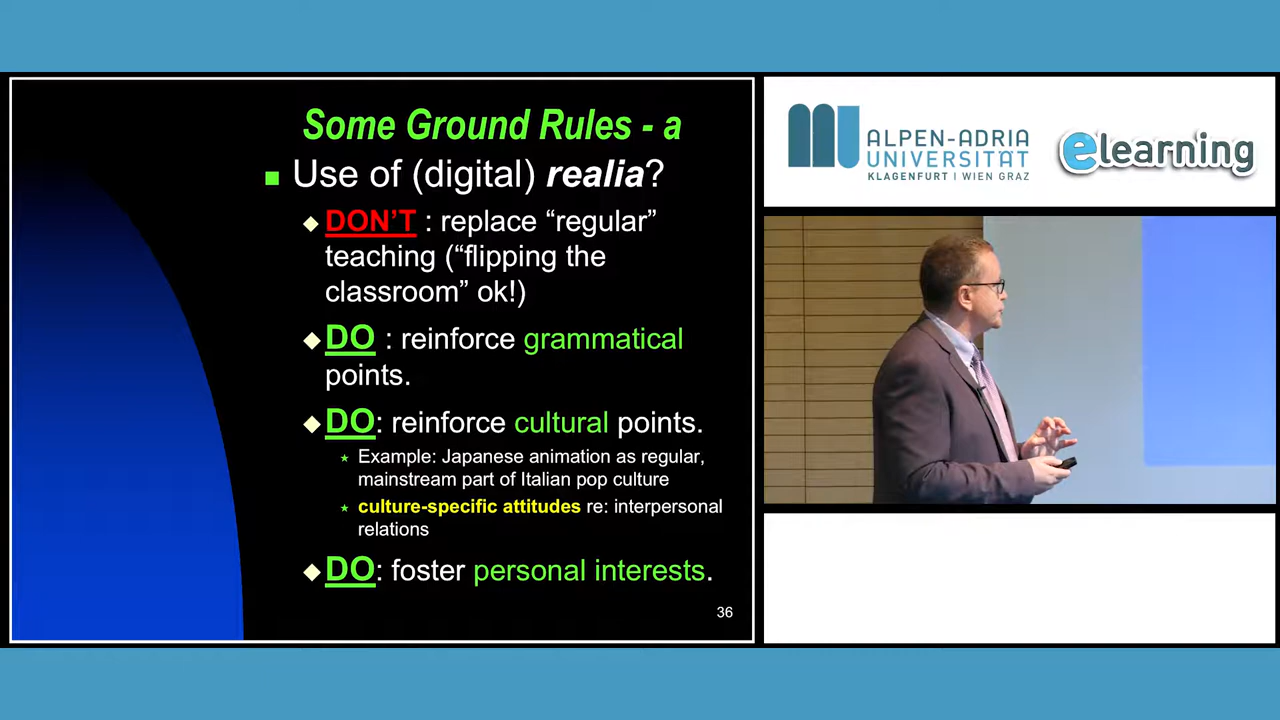 Some Ground Rules - a
Use of (digital) realia?
DON'T : replace “regular”
teaching (“flipping the
classroom” ok!)
DO : reinforce grammatical
points.
DO: reinforce cultural points.
Example: Japanese animation as regular,
mainstream part of Italian pop culture
culture-specific attitudes re: interpersonal
relations
DO: foster personal interests.
36
ALPEN-ADRIA
UNIVERSITÄT
KLAGENFURT | WIEN GRAZ
elearning